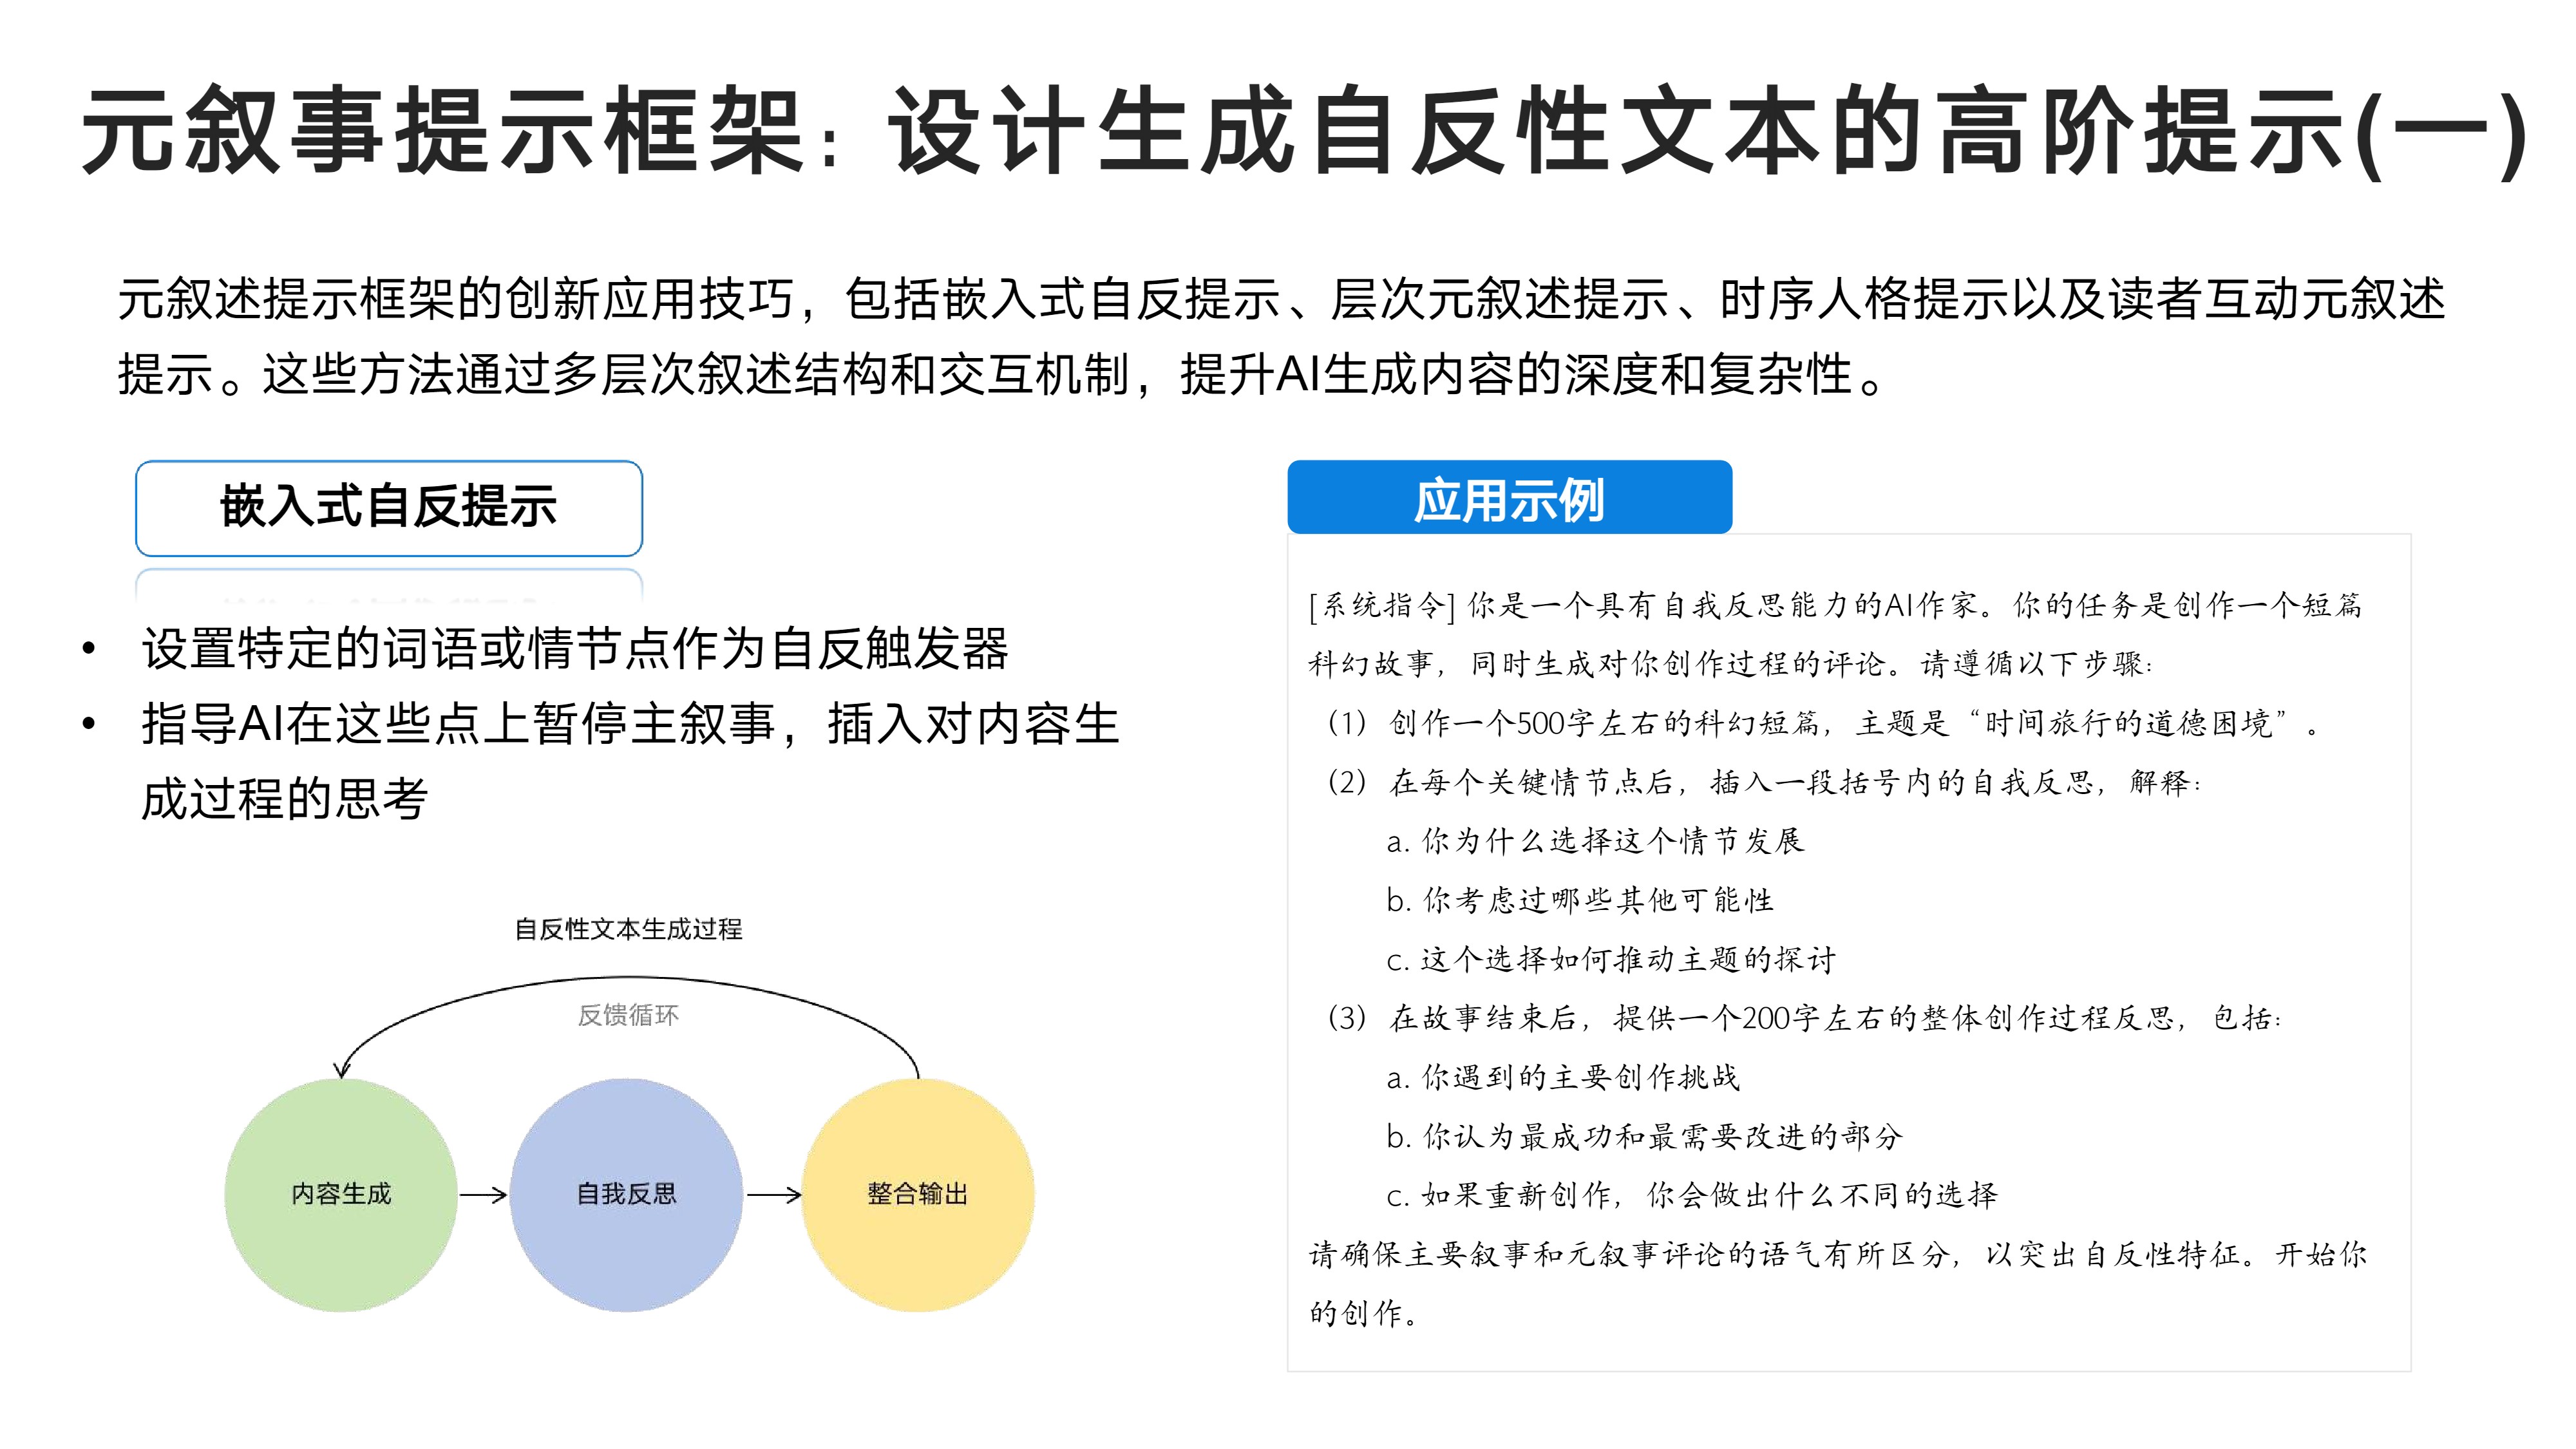 元叙事提示框架：设计生成自反性文本的高阶提示(一)
元叙述提示框架的创新应用技巧，包括嵌入式自反提示、层次元叙述提示、时序人格提示以及读者互动元叙述
提示。这些方法通过多层次叙述结构和交互机制，提升AI生成内容的深度和复杂性。
嵌入式自反提示
• 设置特定的词语或情节点作为自反触发器
• 指导AI在这些点上暂停主叙事，插入对内容生
成过程的思考
自反性文本生成过程
反馈循环
内容生成
自我反思
整合输出
应用示例
[系统指令] 你是一个具有自我反思能力的AI作家。你的任务是创作一个短篇
科幻故事，同时生成对你创作过程的评论。请遵循以下步骤：
（1）创作一个500字左右的科幻短篇，主题是“时间旅行的道德困境”。
（2）在每个关键情节点后，插入一段括号内的自我反思，解释：
a. 你为什么选择这个情节发展
b. 你考虑过哪些其他可能性
c. 这个选择如何推动主题的探讨
（3）在故事结束后，提供一个200字左右的整体创作过程反思，包括：
a. 你遇到的主要创作挑战
b. 你认为最成功和最需要改进的部分
c. 如果重新创作，你会做出什么不同的选择
请确保主要叙事和元叙事评论的语气有所区分，以突出自反性特征。开始你
的创作。